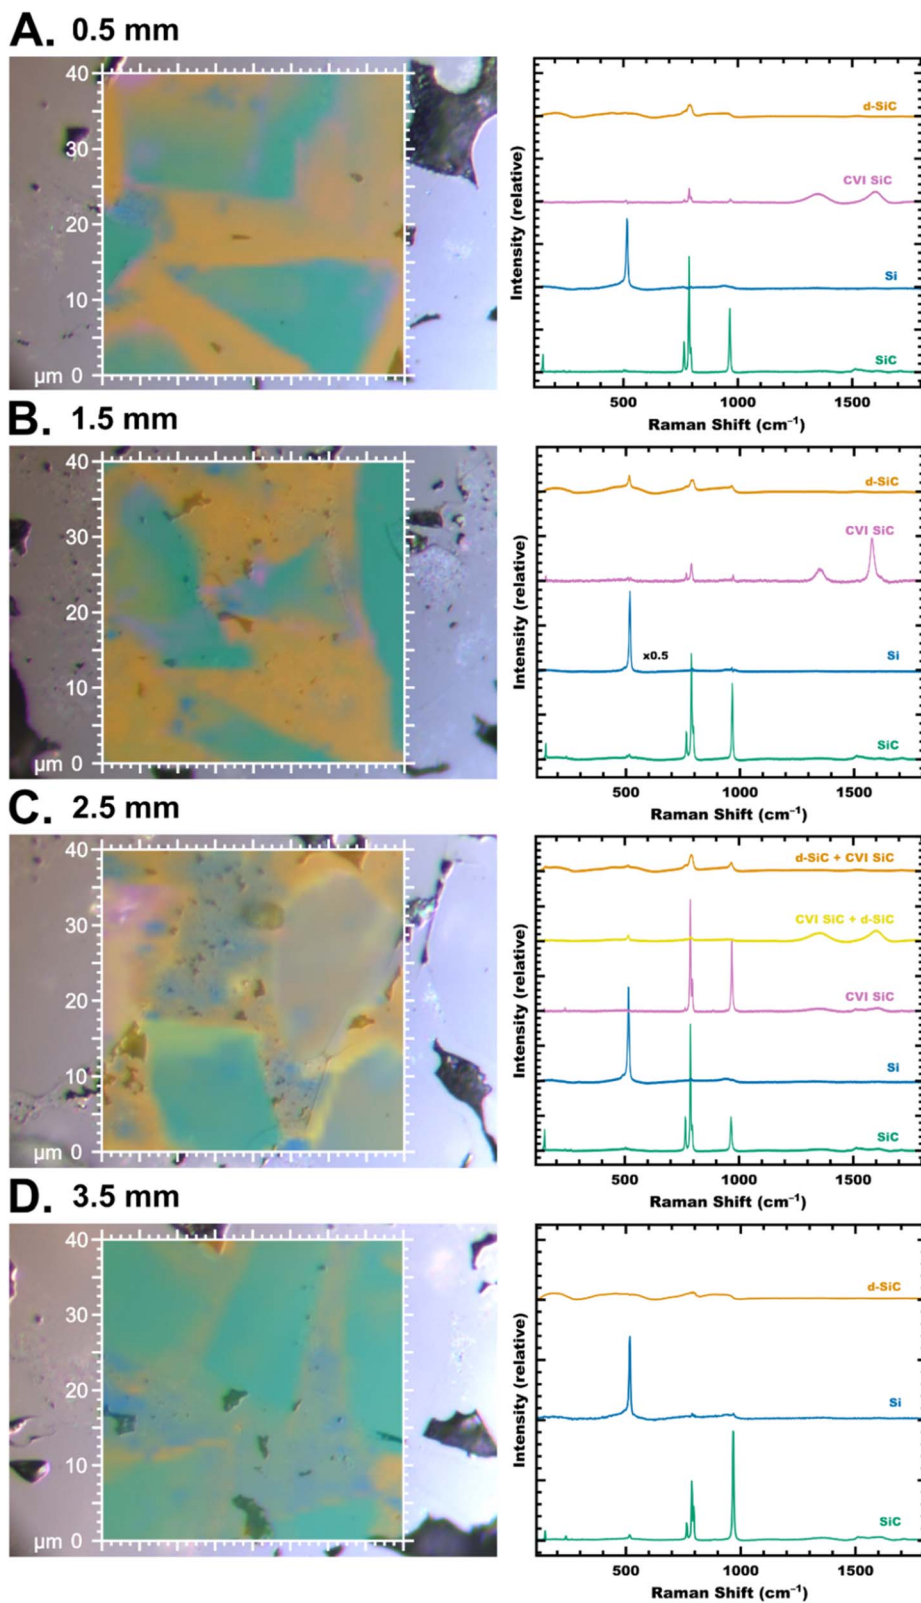 A. 0.5 mm
40
30
20
10
µm 0
Intensity (relative)
d-SiC
CVI SiC
Si
SiC
500 1000 1500
Raman Shift (cm⁻¹)
B. 1.5 mm
40
30
20
10
µm 0
Intensity (relative)
d-SiC
CVI SiC
x0.5
Si
SiC
500 1000 1500
Raman Shift (cm⁻¹)
C. 2.5 mm
40
30
20
10
µm 0
Intensity (relative)
d-SiC + CVI SiC
CVI SiC + d-SiC
CVI SiC
Si
SiC
500 1000 1500
Raman Shift (cm⁻¹)
D. 3.5 mm
40
30
20
10
µm 0
Intensity (relative)
d-SiC
Si
SiC
500 1000 1500
Raman Shift (cm⁻¹)